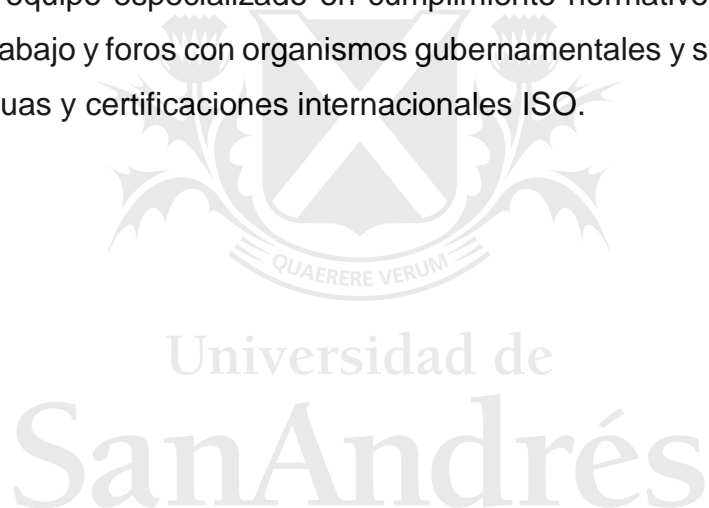 equipo especializado en cumplimiento normativo
abajo y foros con organismos gubernamentales y s
uas y certificaciones internacionales ISO.
QUAERERE VERUM
Universidad de
SanAndrés